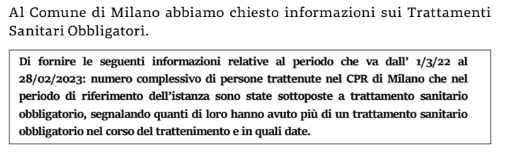 Al Comune di Milano abbiamo chiesto informazioni sui Trattamenti
Sanitari Obbligatori.
Di fornire le seguenti informazioni relative al periodo che va dall' 1/3/22 al
28/02/2023: numero complessivo di persone trattenute nel CPR di Milano che nel
periodo di riferimento dell'istanza sono state sottoposte a trattamento sanitario
obbligatorio, segnalando quanti di loro hanno avuto più di un trattamento sanitario
obbligatorio nel corso del trattenimento e in quali date.